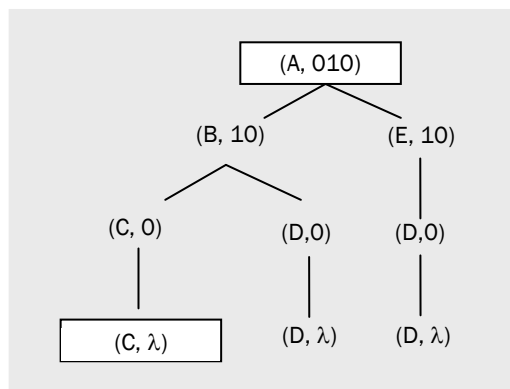 (A, 010)
(B, 10) (E, 10)
(C, 0) (D,0) (D,0)
(C, λ) (D, λ) (D, λ)